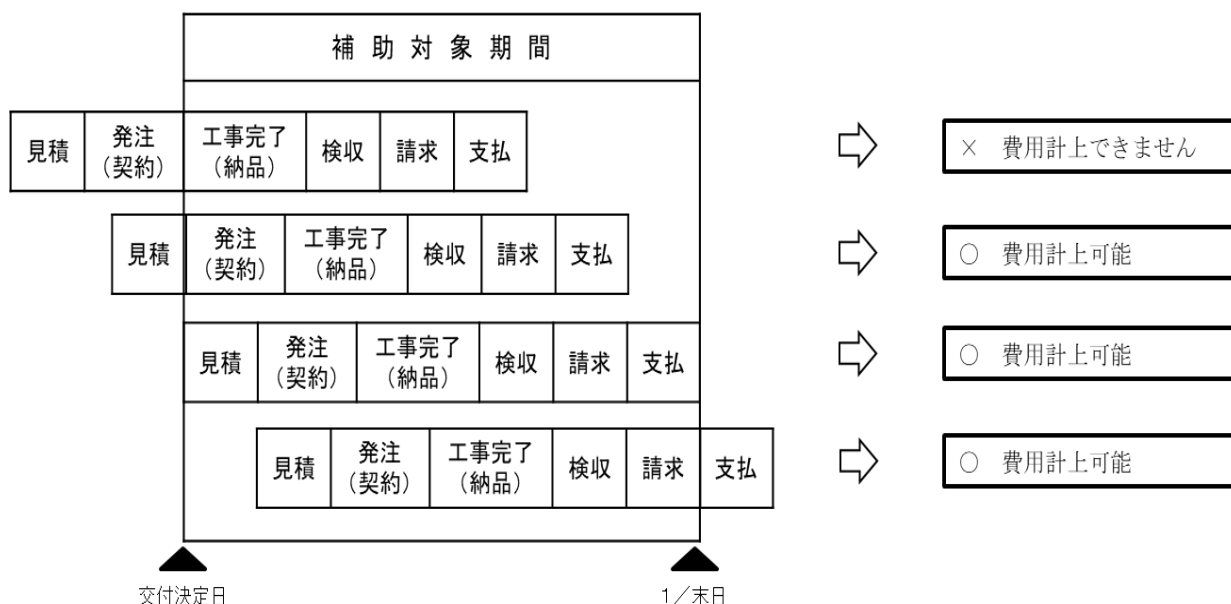 補助対象期間
見積
発注
（契約）
工事完了
（納品）
検収
請求
支払
× 費用計上できません
見積
発注
（契約）
工事完了
（納品）
検収
請求
支払
○ 費用計上可能
見積
発注
（契約）
工事完了
（納品）
検収
請求
支払
○ 費用計上可能
見積
発注
（契約）
工事完了
（納品）
検収
請求
支払
○ 費用計上可能
交付決定日
1／末日